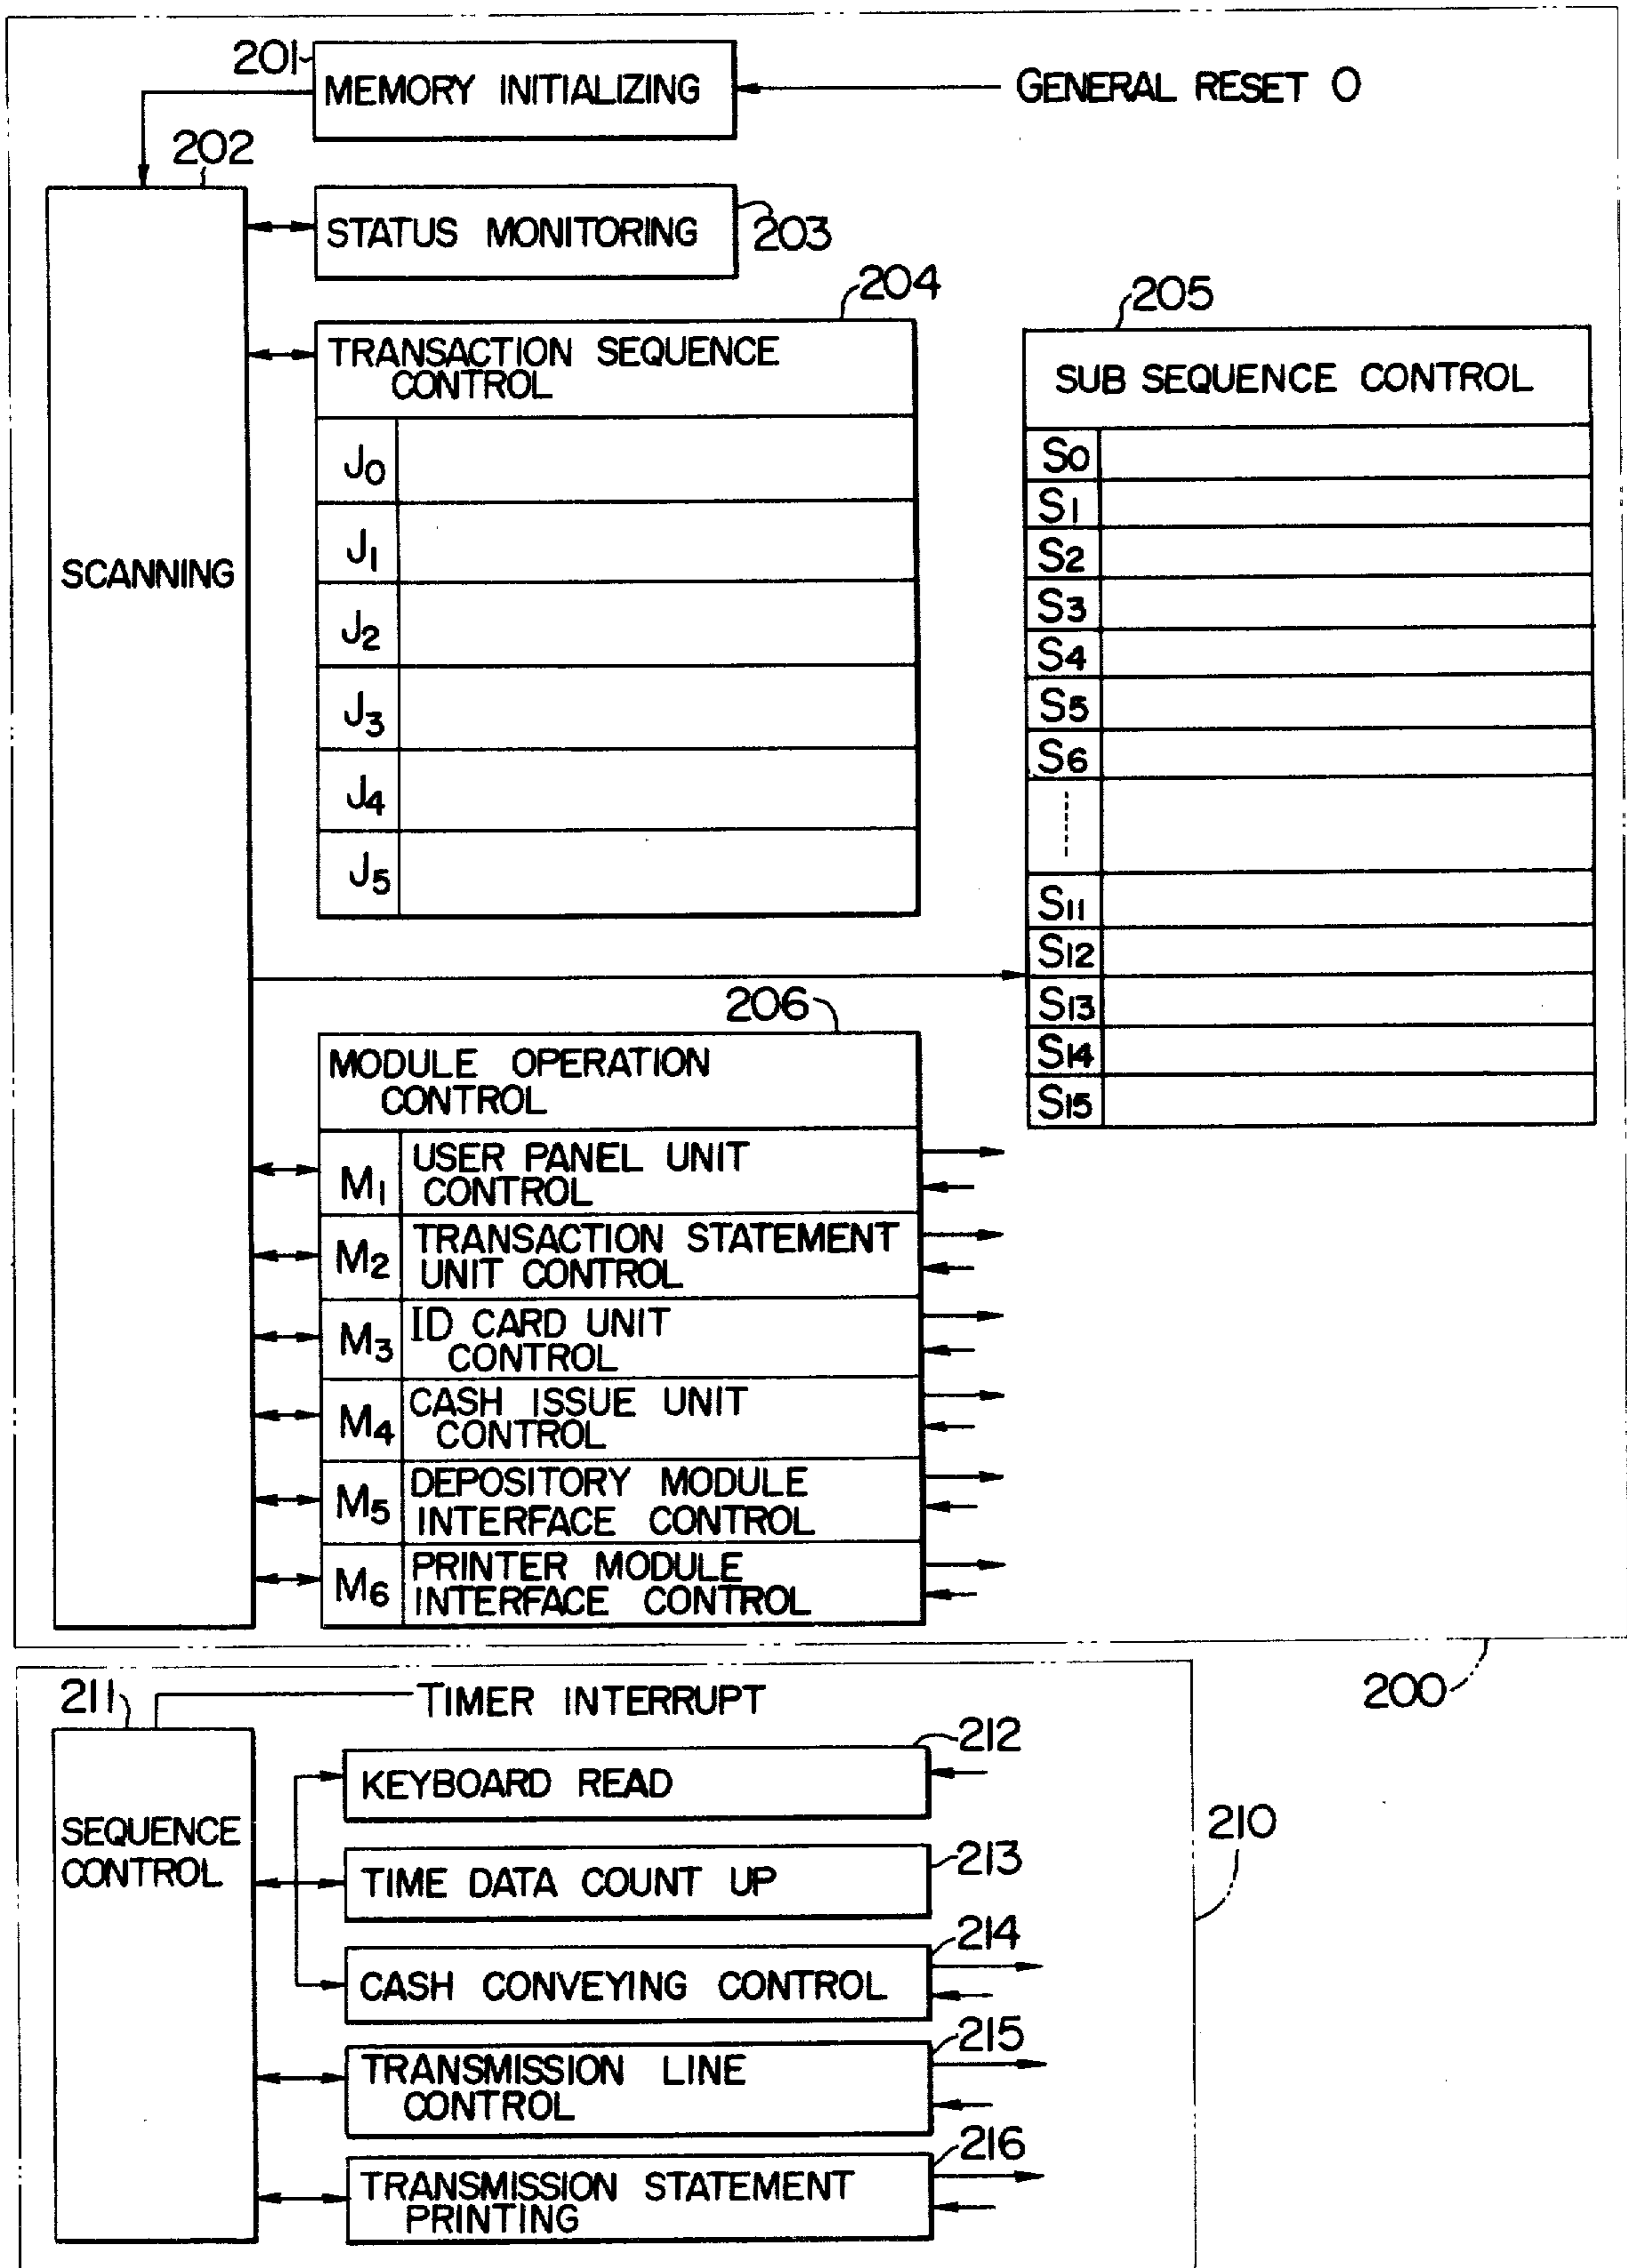 201
MEMORY INITIALIZING
GENERAL RESET 0
202
SCANNING
STATUS MONITORING
203
204
TRANSACTION SEQUENCE
CONTROL
J0
J1
J2
J3
J4
J5
205
SUB SEQUENCE CONTROL
S0
S1
S2
S3
S4
S5
S6
S11
S12
S13
S14
S15
206
MODULE OPERATION
CONTROL
M1
USER PANEL UNIT
CONTROL
M2
TRANSACTION STATEMENT
UNIT CONTROL
M3
ID CARD UNIT
CONTROL
M4
CASH ISSUE UNIT
CONTROL
M5
DEPOSITORY MODULE
INTERFACE CONTROL
M6
PRINTER MODULE
INTERFACE CONTROL
200
211
TIMER INTERRUPT
SEQUENCE
CONTROL
212
KEYBOARD READ
213
TIME DATA COUNT UP
214
CASH CONVEYING CONTROL
215
TRANSMISSION LINE
CONTROL
216
TRANSMISSION STATEMENT
PRINTING
210